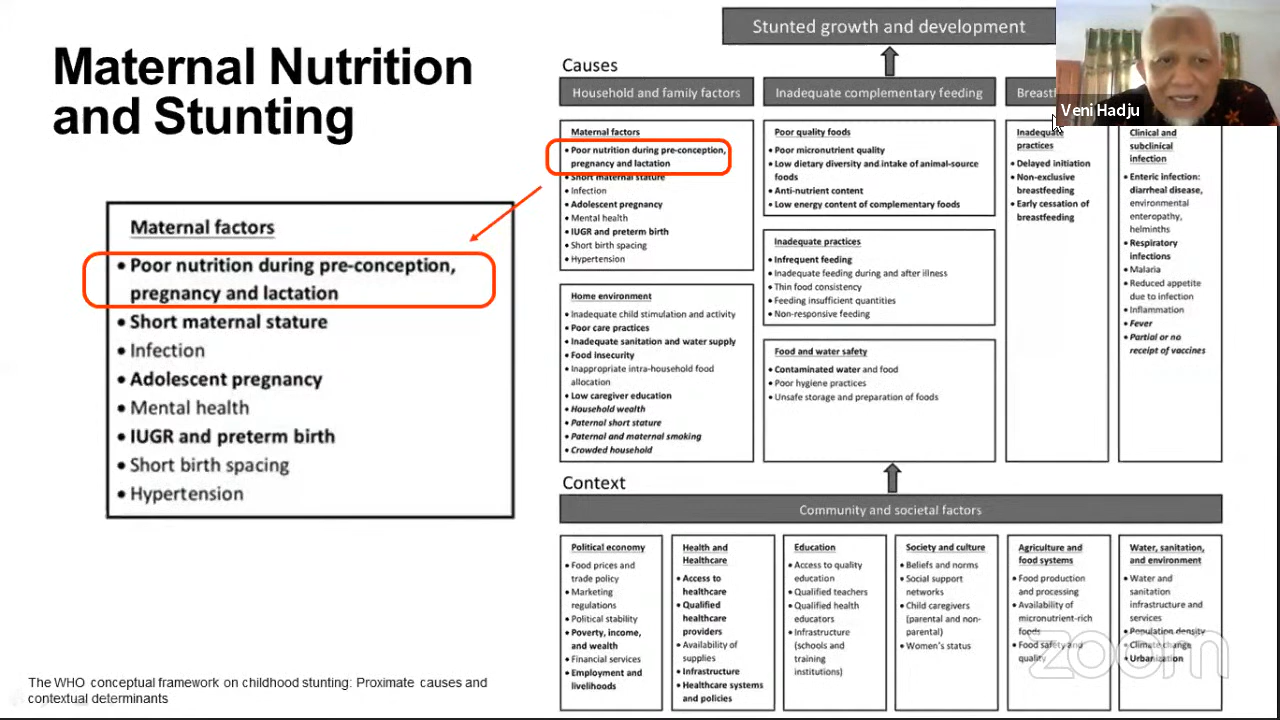 Maternal Nutrition
and Stunting
Maternal factors
• Poor nutrition during pre-conception,
pregnancy and lactation
• Short maternal stature
• Infection
• Adolescent pregnancy
• Mental health
• IUGR and preterm birth
• Short birth spacing
• Hypertension
The WHO conceptual framework on childhood stunting: Proximate causes and
contextual determinants
Stunted growth and development
Causes
Household and family factors
Maternal factors
• Poor nutrition during pre-conception,
pregnancy and lactation
• Short maternal stature
• Infection
• Adolescent pregnancy
• Mental health
• IUGR and preterm birth
• Short birth spacing
• Hypertension
Home environment
• Inadequate child stimulation and activity
• Poor care practices
• Inadequate sanitation and water supply
• Food insecurity
• Inappropriate intra-household food
allocation
• Low caregiver education
• Household wealth
• Paternal short stature
• Paternal and maternal smoking
• Crowded household
Inadequate complementary feeding
Poor quality foods
• Poor micronutrient quality
• Low dietary diversity and intake of animal-source
foods
• Anti-nutrient content
• Low energy content of complementary foods
Inadequate practices
• Infrequent feeding
• Inadequate feeding during and after illness
• Thin food consistency
• Feeding insufficient quantities
• Non-responsive feeding
Food and water safety
• Contaminated water and food
• Poor hygiene practices
• Unsafe storage and preparation of foods
Veni Hadju
Inadequate
practices
• Delayed initiation
• Non-exclusive
breastfeeding
• Early cessation of
breastfeeding
Clinical and
subclinical
infection
• Enteric infection:
diarrheal disease,
environmental
enteropathy,
helminths
• Respiratory
infections
• Malaria
• Reduced appetite
due to infection
• Inflammation
• Fever
• Partial or no
receipt of vaccines
Context
Community and societal factors
Political economy
• Food prices and
trade policy
• Marketing
regulations
• Political stability
• Poverty, income,
and wealth
• Financial services
• Employment and
livelihoods
Health and
Healthcare
• Access to
healthcare
• Qualified
healthcare
providers
• Availability of
supplies
• Infrastructure
• Healthcare systems
and policies
Education
• Access to quality
education
• Qualified teachers
• Qualified health
educators
• Infrastructure
(schools and
training
institutions)
Society and culture
• Beliefs and norms
• Social support
networks
• Child caregivers
(parental and non-
parental)
• Women's status
Agriculture and
food systems
• Food production
and processing
• Availability of
micronutrient-rich
foods
• Food safety and
quality
Water, sanitation,
and environment
• Water and
sanitation
infrastructure and
services
• Population density
• Climate change
• Urbanization
zoom